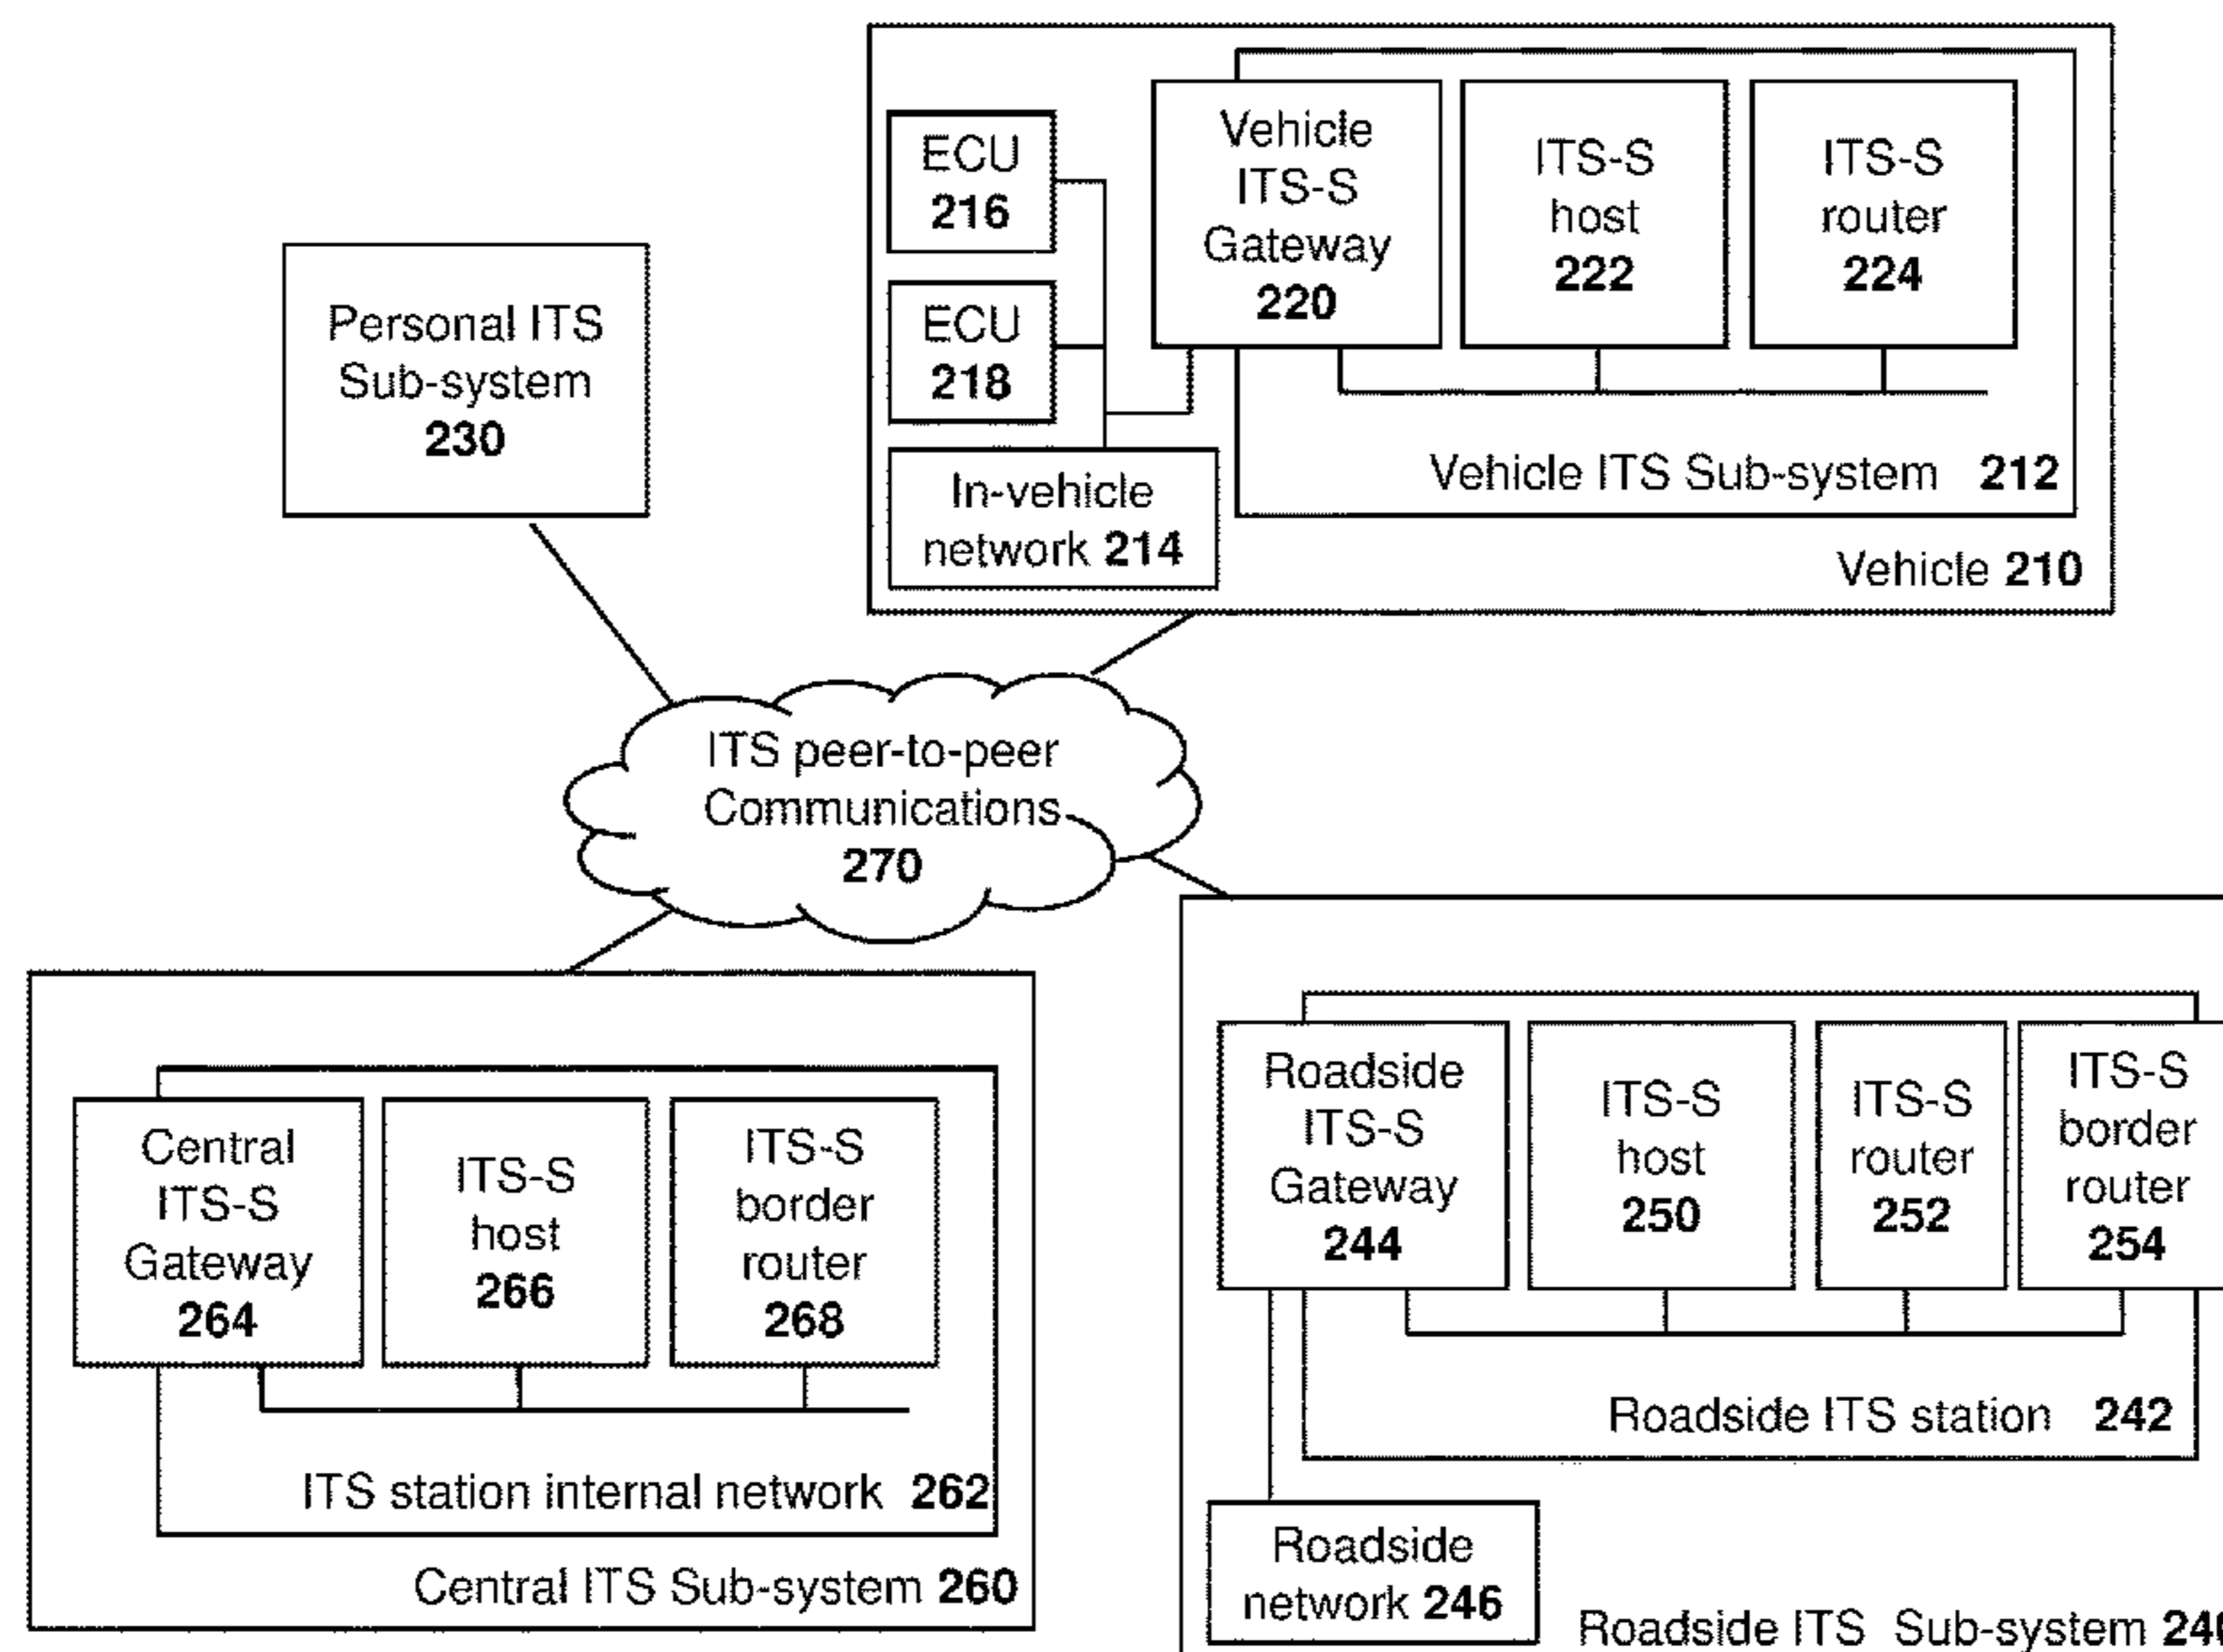 ECU
216
ECU
218
In-vehicle
network 214
Vehicle
ITS-S
Gateway
220
ITS-S
host
222
ITS-S
router
224
Vehicle ITS Sub-system 212
Vehicle 210
Personal ITS
Sub-system
230
ITS peer-to-peer
Communications
270
Central
ITS-S
Gateway
264
ITS-S
host
266
ITS-S
border
router
268
ITS station internal network 262
Central ITS Sub-system 260
Roadside
ITS-S
Gateway
244
ITS-S
host
250
ITS-S
router
252
ITS-S
border
router
254
Roadside ITS station 242
Roadside
network 246
Roadside ITS Sub-system